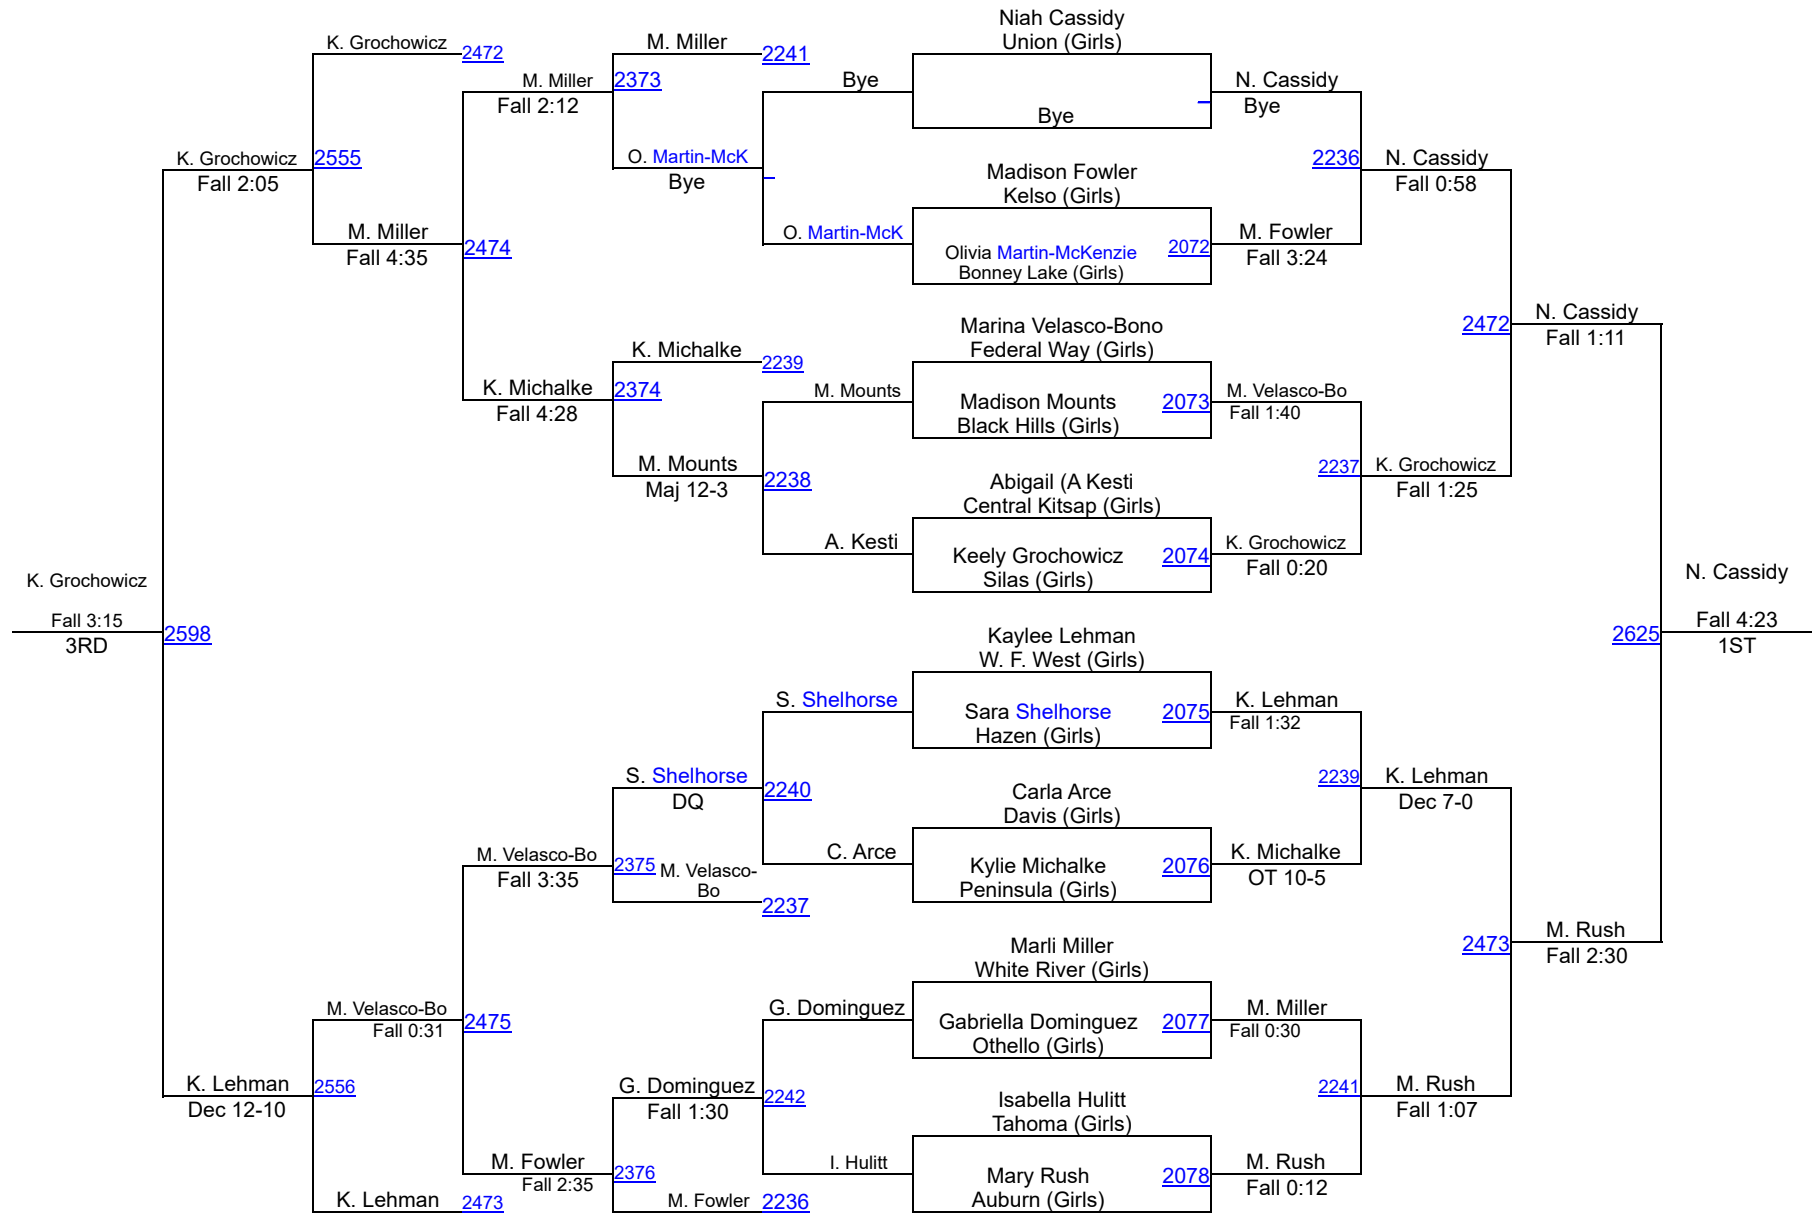 Niah Cassidy
Union (Girls)
K. Grochowicz
2472
M. Miller
2241
M. Miller
Fall 2:12
2373
Bye
Bye
N. Cassidy
Bye
K. Grochowicz
Fall 2:05
2555
O. Martin-McK
Bye
Madison Fowler
Kelso (Girls)
2236
N. Cassidy
Fall 0:58
M. Miller
Fall 4:35
2474
O. Martin-McK
Olivia Martin-McKenzie
Bonney Lake (Girls)
2072
M. Fowler
Fall 3:24
Marina Velasco-Bono
Federal Way (Girls)
2472
N. Cassidy
Fall 1:11
K. Michalke
2239
K. Michalke
Fall 4:28
2374
M. Mounts
Madison Mounts
Black Hills (Girls)
2073
M. Velasco-Bo
Fall 1:40
M. Mounts
Maj 12-3
2238
Abigail (A Kesti
Central Kitsap (Girls)
2237
K. Grochowicz
Fall 1:25
A. Kesti
Keely Grochowicz
Silas (Girls)
2074
K. Grochowicz
Fall 0:20
K. Grochowicz
Fall 3:15
3RD
2598
N. Cassidy
Fall 4:23
1ST
2625
Kaylee Lehman
W. F. West (Girls)
S. Shelhorse
Sara Shelhorse
Hazen (Girls)
2075
K. Lehman
Fall 1:32
S. Shelhorse
DQ
2240
Carla Arce
Davis (Girls)
2239
K. Lehman
Dec 7-0
M. Velasco-Bo
Fall 3:35
2375
M. Velasco-
Bo
2237
C. Arce
Kylie Michalke
Peninsula (Girls)
2076
K. Michalke
OT 10-5
Marli Miller
White River (Girls)
2473
M. Rush
Fall 2:30
M. Velasco-Bo
Fall 0:31
2475
G. Dominguez
Gabriella Dominguez
Othello (Girls)
2077
M. Miller
Fall 0:30
K. Lehman
Dec 12-10
2556
G. Dominguez
Fall 1:30
2242
Isabella Hulitt
Tahoma (Girls)
2241
M. Rush
Fall 1:07
M. Fowler
Fall 2:35
2376
I. Hulitt
Mary Rush
Auburn (Girls)
2078
M. Rush
Fall 0:12
K. Lehman
2473
M. Fowler
2236